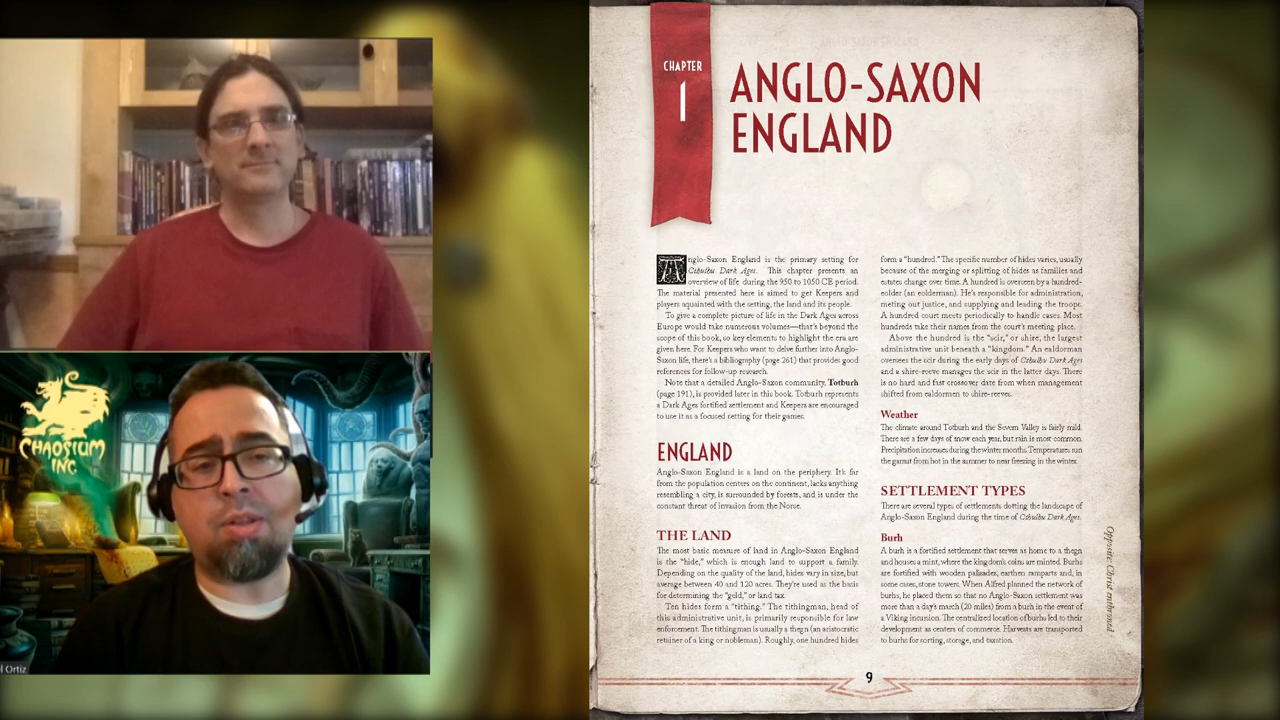 CHAOSIUM
INC.
l Ortiz
CHAPTER
1
ANGLO-SAXON
ENGLAND
Anglo-Saxon England is the primary setting for
Cthulhu Dark Ages. This chapter presents an
overview of life during the 950 to 1050 CE period.
The material presented here is aimed to get Keepers and
players aquainted with the setting, the land and its people.
To give a complete picture of life in the Dark Ages across
Europe would take numerous volumes—that's beyond the
scope of this book, so key elements to highlight the era are
given here. For Keepers who want to delve further into Anglo-
Saxon life, there's a bibliography (page 261) that provides good
references for follow-up research.
Note that a detailed Anglo-Saxon community, Totburh
(page 191), is provided later in this book. Totburh represents
a Dark Ages fortified settlement and Keepers are encouraged
to use it as a focused setting for their games.
ENGLAND
Anglo-Saxon England is a land on the periphery. It's far
from the population centers on the continent, lacks anything
resembling a city, is surrounded by forests, and is under the
constant threat of invasion from the Norse.
THE LAND
The most basic measure of land in Anglo-Saxon England
is the "hide," which is enough land to support a family.
Depending on the quality of the land, hides vary in size, but
average between 40 and 120 acres. They're used as the basis
for determining the "geld," or land tax.
Ten hides form a "tithing." The tithingman, head of
this administrative unit, is primarily responsible for law
enforcement. The tithingman is usually a thegn (an aristocratic
retainer of a king or nobleman). Roughly, one hundred hides
form a "hundred." The specific number of hides varies, usually
because of the merging or splitting of hides as families and
estates change over time. A hundred is overseen by a hundred-
eolder (an eolderman). He's responsible for administration,
meting out justice, and supplying and leading the troops.
A hundred court meets periodically to handle cases. Most
hundreds take their names from the court's meeting place.
Above the hundred is the "scir," or shire, the largest
administrative unit beneath a "kingdom." An ealdorman
oversees the scir during the early days of Cthulhu Dark Ages
and a shire-reeve manages the scir in the latter days. There
is no hard and fast crossover date from when management
shifted from ealdormen to shire-reeves.
Weather
The climate around Totburh and the Severn Valley is fairly mild.
There are a few days of snow each year, but rain is most common.
Precipitation increases during the winter months. Temperatures run
the gamut from hot in the summer to near freezing in the winter.
SETTLEMENT TYPES
There are several types of settlements dotting the landscape of
Anglo-Saxon England during the time of Cthulhu Dark Ages.
Burh
A burh is a fortified settlement that serves as home to a thegn
and houses a mint, where the kingdom's coins are minted. Burhs
are fortified with wooden palisades, earthen ramparts and, in
some cases, stone towers. When Alfred planned the network of
burhs, he placed them so that no Anglo-Saxon settlement was
more than a day's march (20 miles) from a burh in the event of
a Viking incursion. The centralized location of burhs led to their
development as centers of commerce. Harvests are transported
to burhs for sorting, storage, and taxation.
Opposite: Christ enthroned
9